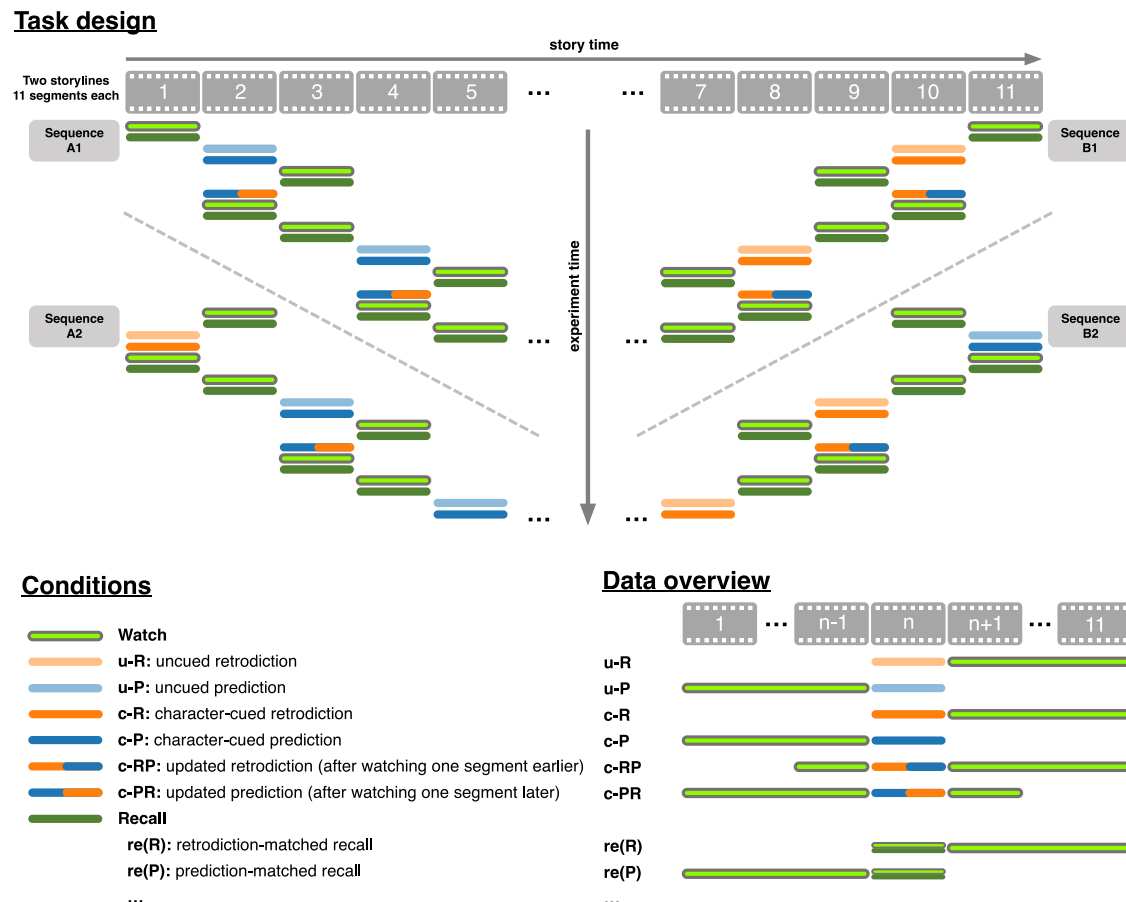 Task design
story time
Two storylines
11 segments each
1 2 3 4 5 ... ... 7 8 9 10 11
Sequence
A1
Sequence
B1
experiment time
Sequence
A2
Sequence
B2
... ...
... ...
Conditions
Watch
u-R: uncued retrodiction
u-P: uncued prediction
c-R: character-cued retrodiction
c-P: character-cued prediction
c-RP: updated retrodiction (after watching one segment earlier)
c-PR: updated prediction (after watching one segment later)
Recall
re(R): retrodiction-matched recall
re(P): prediction-matched recall
...
Data overview
1 ... n-1 n n+1 ... 11
u-R
u-P
c-R
c-P
c-RP
c-PR
re(R)
re(P)
...